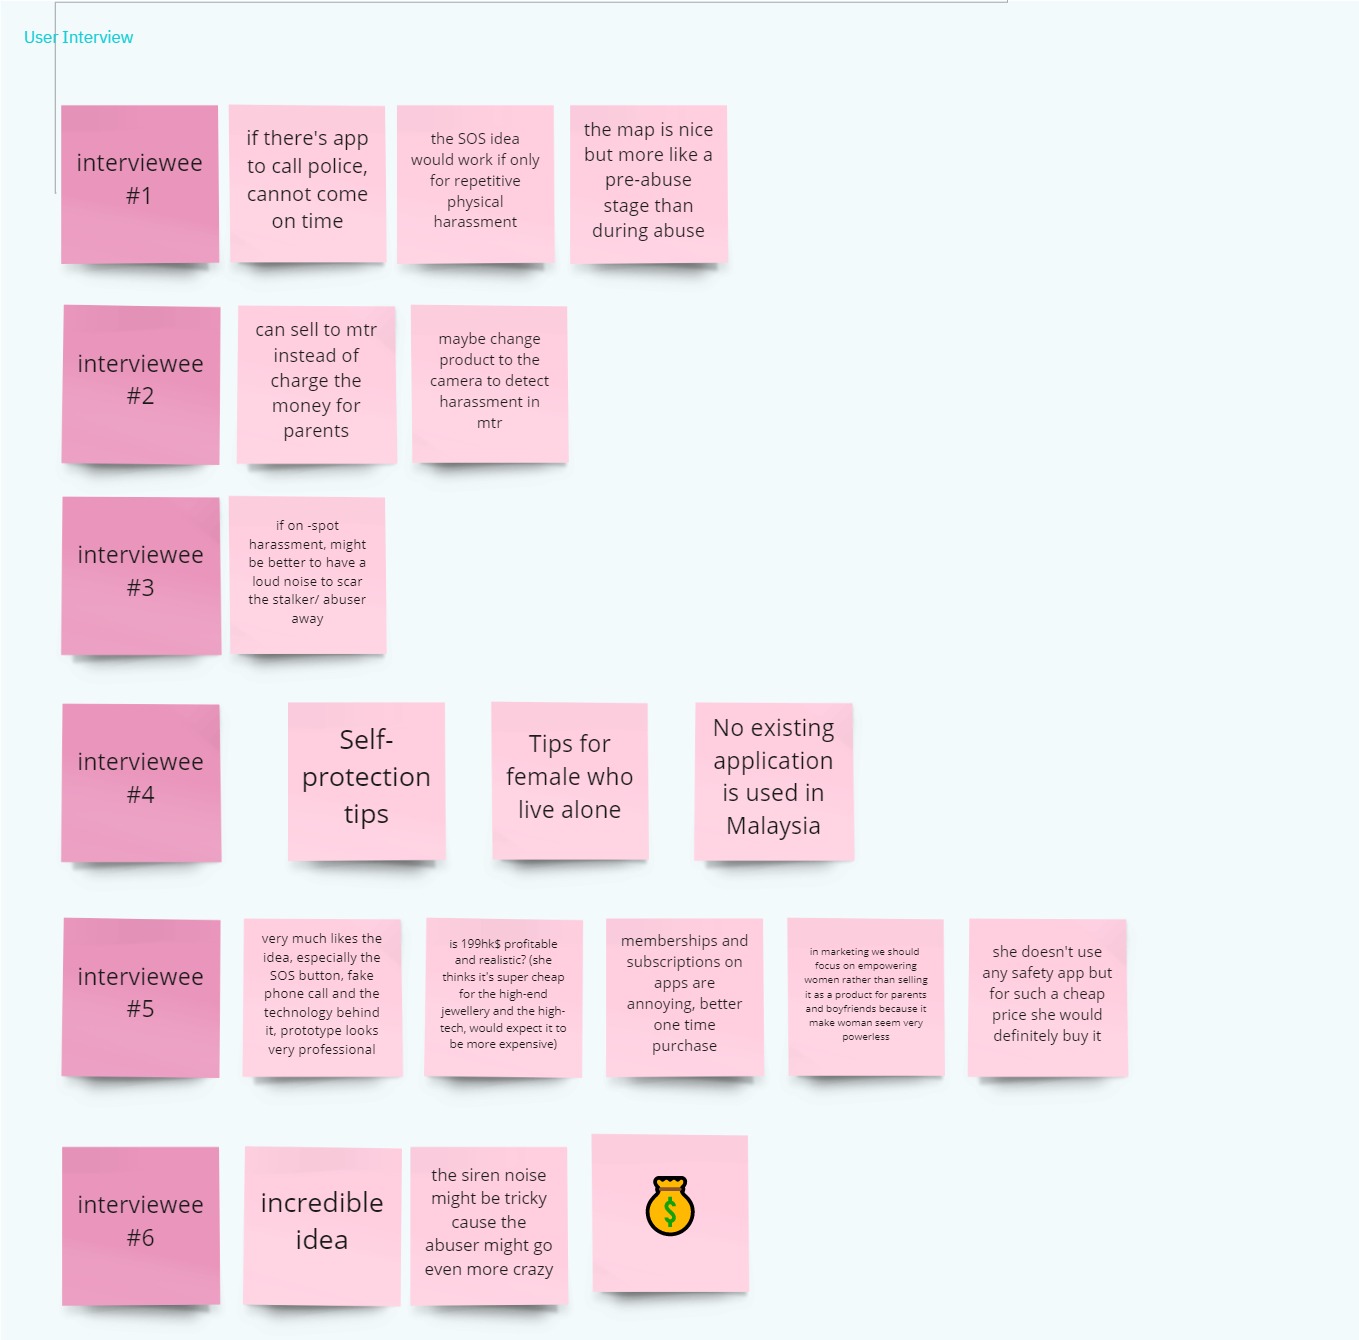 User Interview
interviewee
#1
if there's app
to call police,
cannot come
on time
the SOS idea
would work if only
for repetitive
physical
harassment
the map is nice
but more like a
pre-abuse
stage than
during abuse
interviewee
#2
can sell to mtr
instead of
charge the
money for
parents
maybe change
product to the
camera to detect
harassment in
mtr
interviewee
#3
if on -spot
harassment, might
be better to have a
loud noise to scar
the stalker/ abuser
away
interviewee
#4
Self-
protection
tips
Tips for
female who
live alone
No existing
application
is used in
Malaysia
interviewee
#5
very much likes the
idea, especially the
SOS button, fake
phone call and the
technology behind
it, prototype looks
very professional
is 199hk$ profitable
and realistic? (she
thinks it's super cheap
for the high-end
jewellery and the high-
tech, would expect it to
be more expensive)
memberships and
subscriptions on
apps are
annoying, better
one time
purchase
in marketing we should
focus on empowering
women rather than selling
it as a product for parents
and boyfriends because it
make woman seem very
powerless
she doesn't use
any safety app but
for such a cheap
price she would
definitely buy it
interviewee
#6
incredible
idea
the siren noise
might be tricky
cause the
abuser might go
even more crazy
$